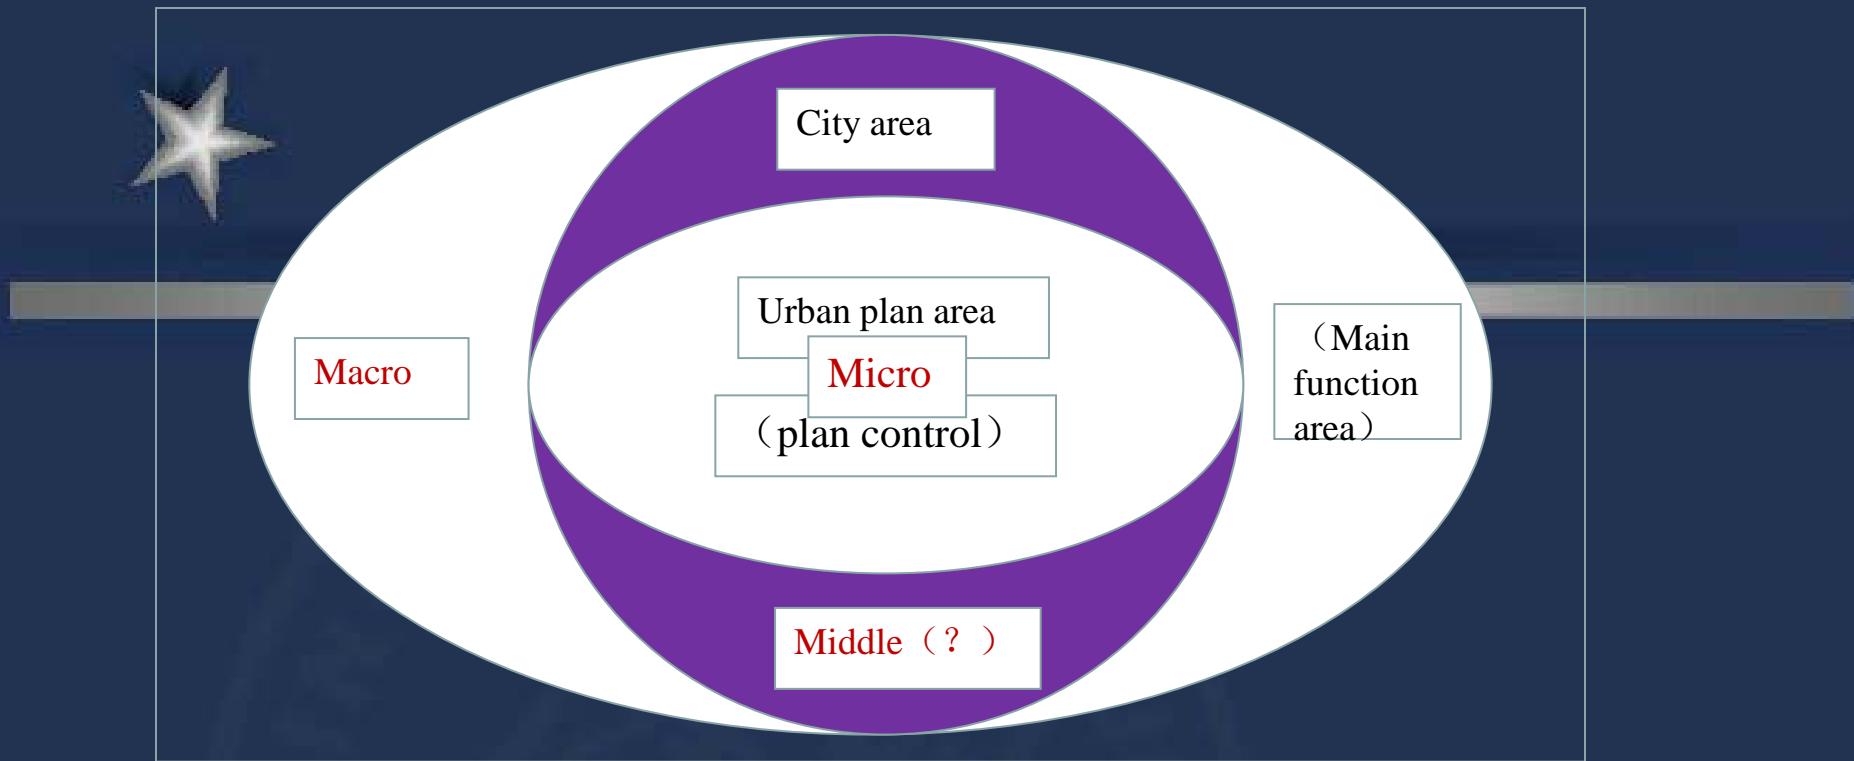 City area
Urban plan area
Micro
（plan control）
Macro
（Main
function
area）
Middle（？）